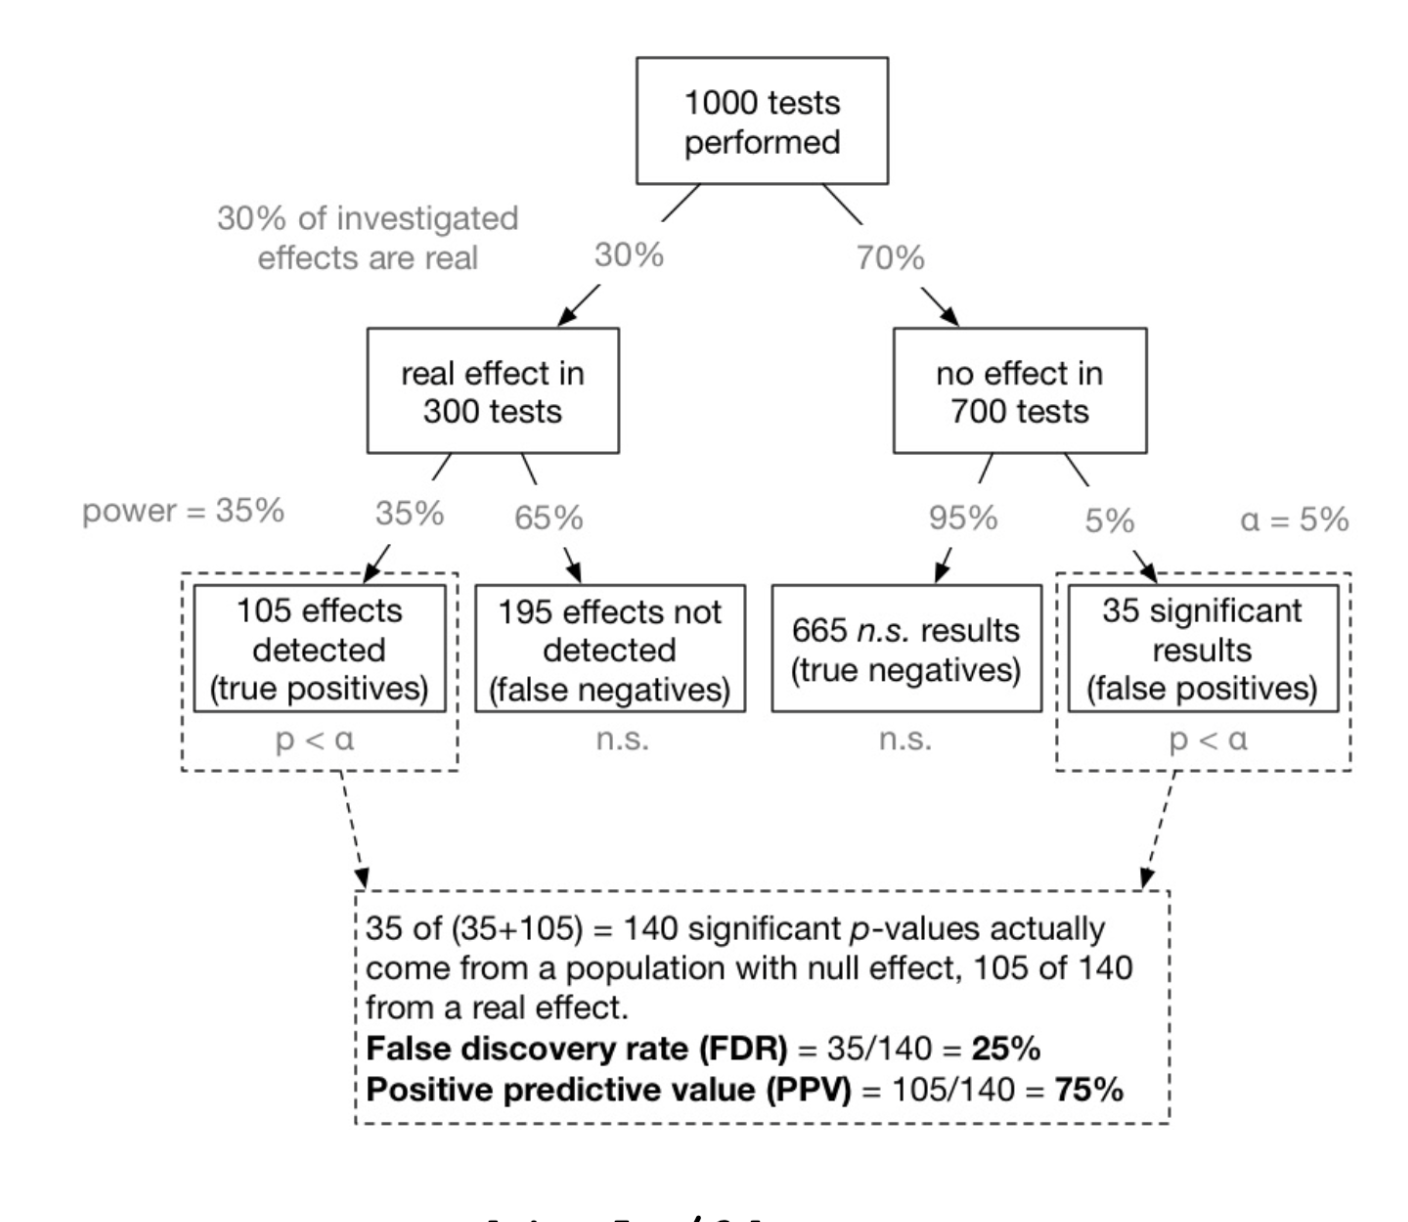 1000 tests
performed
30% of investigated
effects are real
30%
70%
real effect in
300 tests
no effect in
700 tests
power = 35%
35%
65%
95%
5%
α = 5%
105 effects
detected
(true positives)
195 effects not
detected
(false negatives)
665 n.s. results
(true negatives)
35 significant
results
(false positives)
p < α
n.s.
n.s.
p < α
35 of (35+105) = 140 significant p-values actually
come from a population with null effect, 105 of 140
from a real effect.
False discovery rate (FDR) = 35/140 = 25%
Positive predictive value (PPV) = 105/140 = 75%